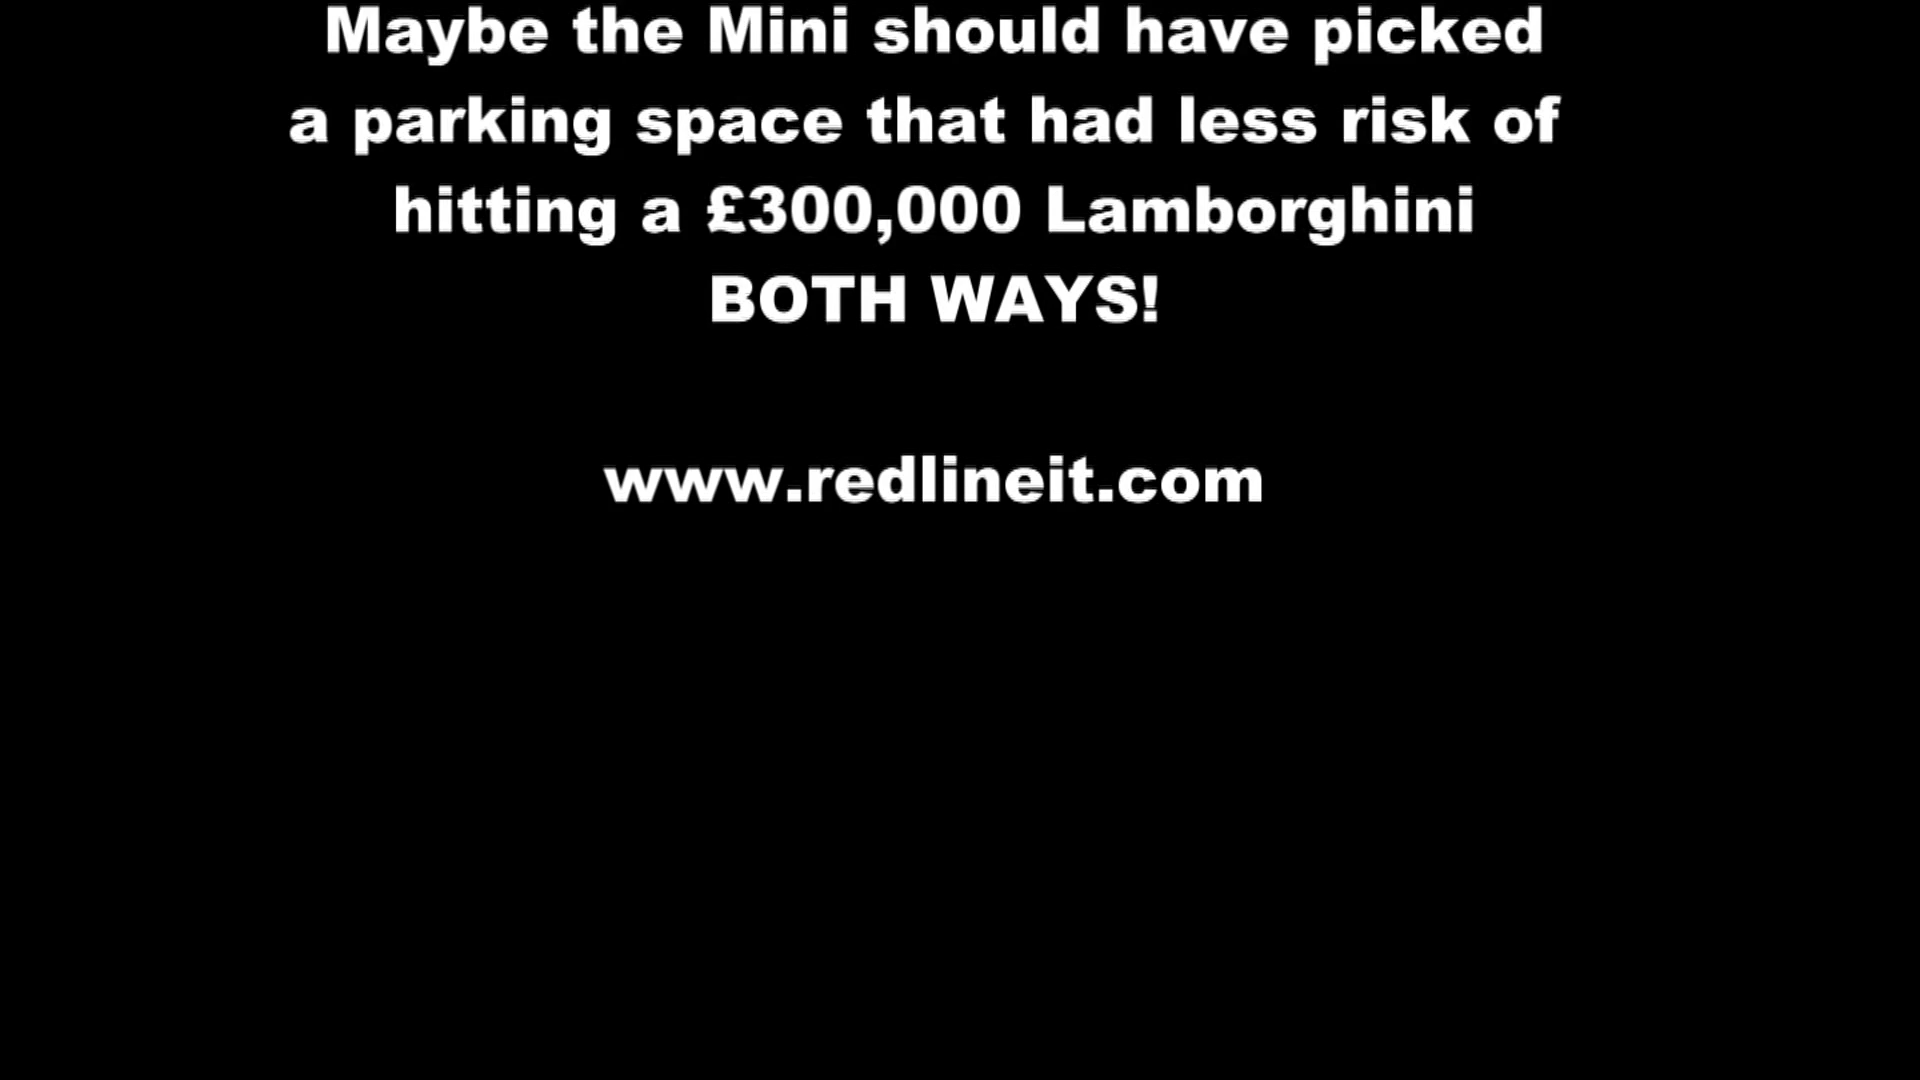 Maybe the Mini should have picked
a parking space that had less risk of
hitting a £300,000 Lamborghini
BOTH WAYS!
www.redlineit.com